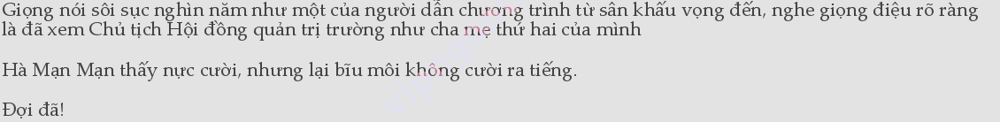 Giọng nói sôi sục nghìn năm như một của người dẫn chương trình từ sân khấu vọng đến, nghe giọng điệu rõ ràng
là đã xem Chủ tịch Hội đồng quản trị trường như cha mẹ thứ hai của mình
Hà Mạn Mạn thấy nực cười, nhưng lại bĩu môi không cười ra tiếng.
Đợi đã!